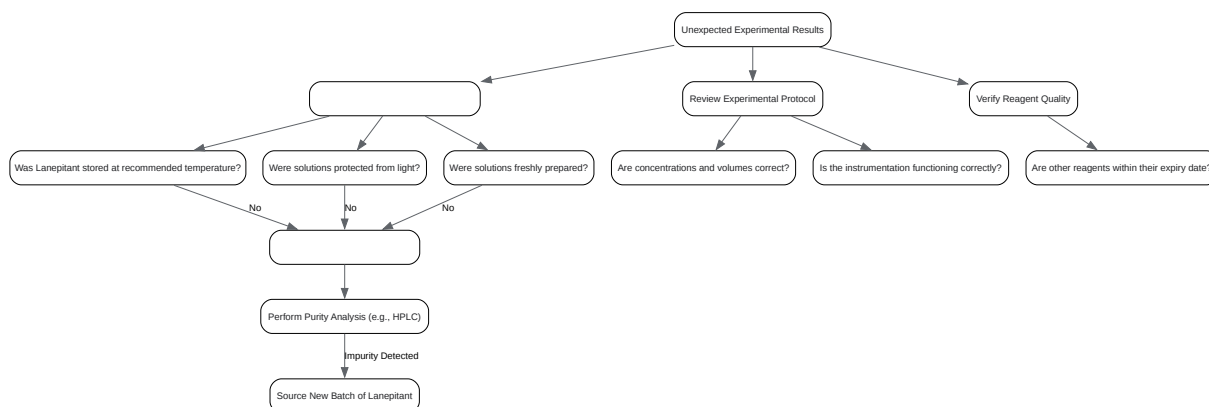 Unexpected Experimental Results
Review Experimental Protocol
Verify Reagent Quality
Was Lanepitant stored at recommended temperature?
Were solutions protected from light?
Were solutions freshly prepared?
Are concentrations and volumes correct?
Is the instrumentation functioning correctly?
Are other reagents within their expiry date?
No
No
No
Perform Purity Analysis (e.g., HPLC)
Impurity Detected
Source New Batch of Lanepitant